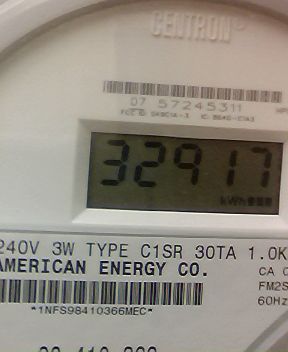 CENTRON®
07 57245311
32917
kWh
240V 3W TYPE C1SR 30TA 1.0K
AMERICAN ENERGY CO.
CA 0
FM2S
60Hz
*1NFS98410366MEC*